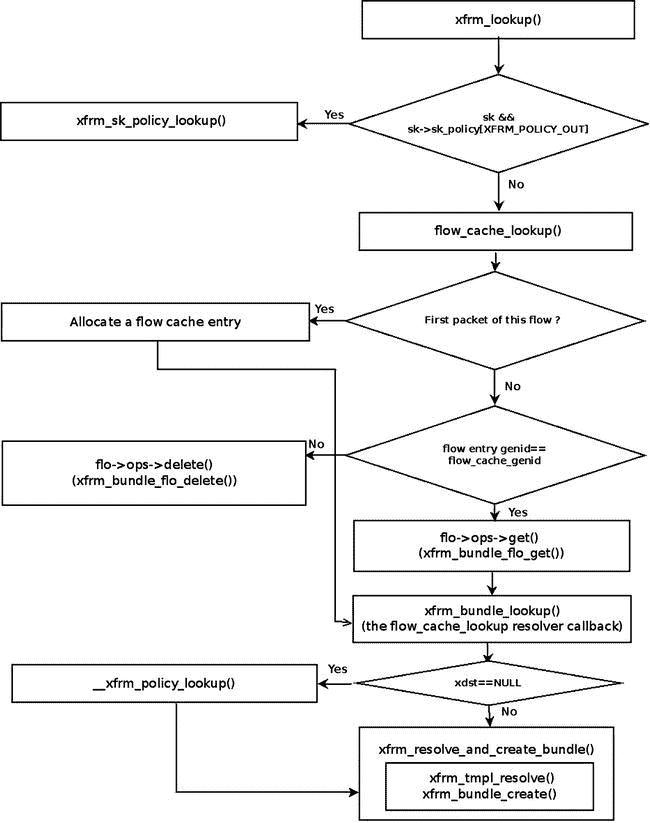 xfrm_lookup()
sk &&
sk->sk_policy[XFRM_POLICY_OUT]
Yes
xfrm_sk_policy_lookup()
No
flow_cache_lookup()
First packet of this flow ?
Yes
Allocate a flow cache entry
No
flow entry genid==
flow_cache_genid
No
flo->ops->delete()
(xfrm_bundle_flo_delete())
Yes
flo->ops->get()
(xfrm_bundle_flo_get())
xfrm_bundle_lookup()
(the flow_cache_lookup resolver callback)
xdst==NULL
Yes
__xfrm_policy_lookup()
No
xfrm_resolve_and_create_bundle()
xfrm_tmpl_resolve()
xfrm_bundle_create()